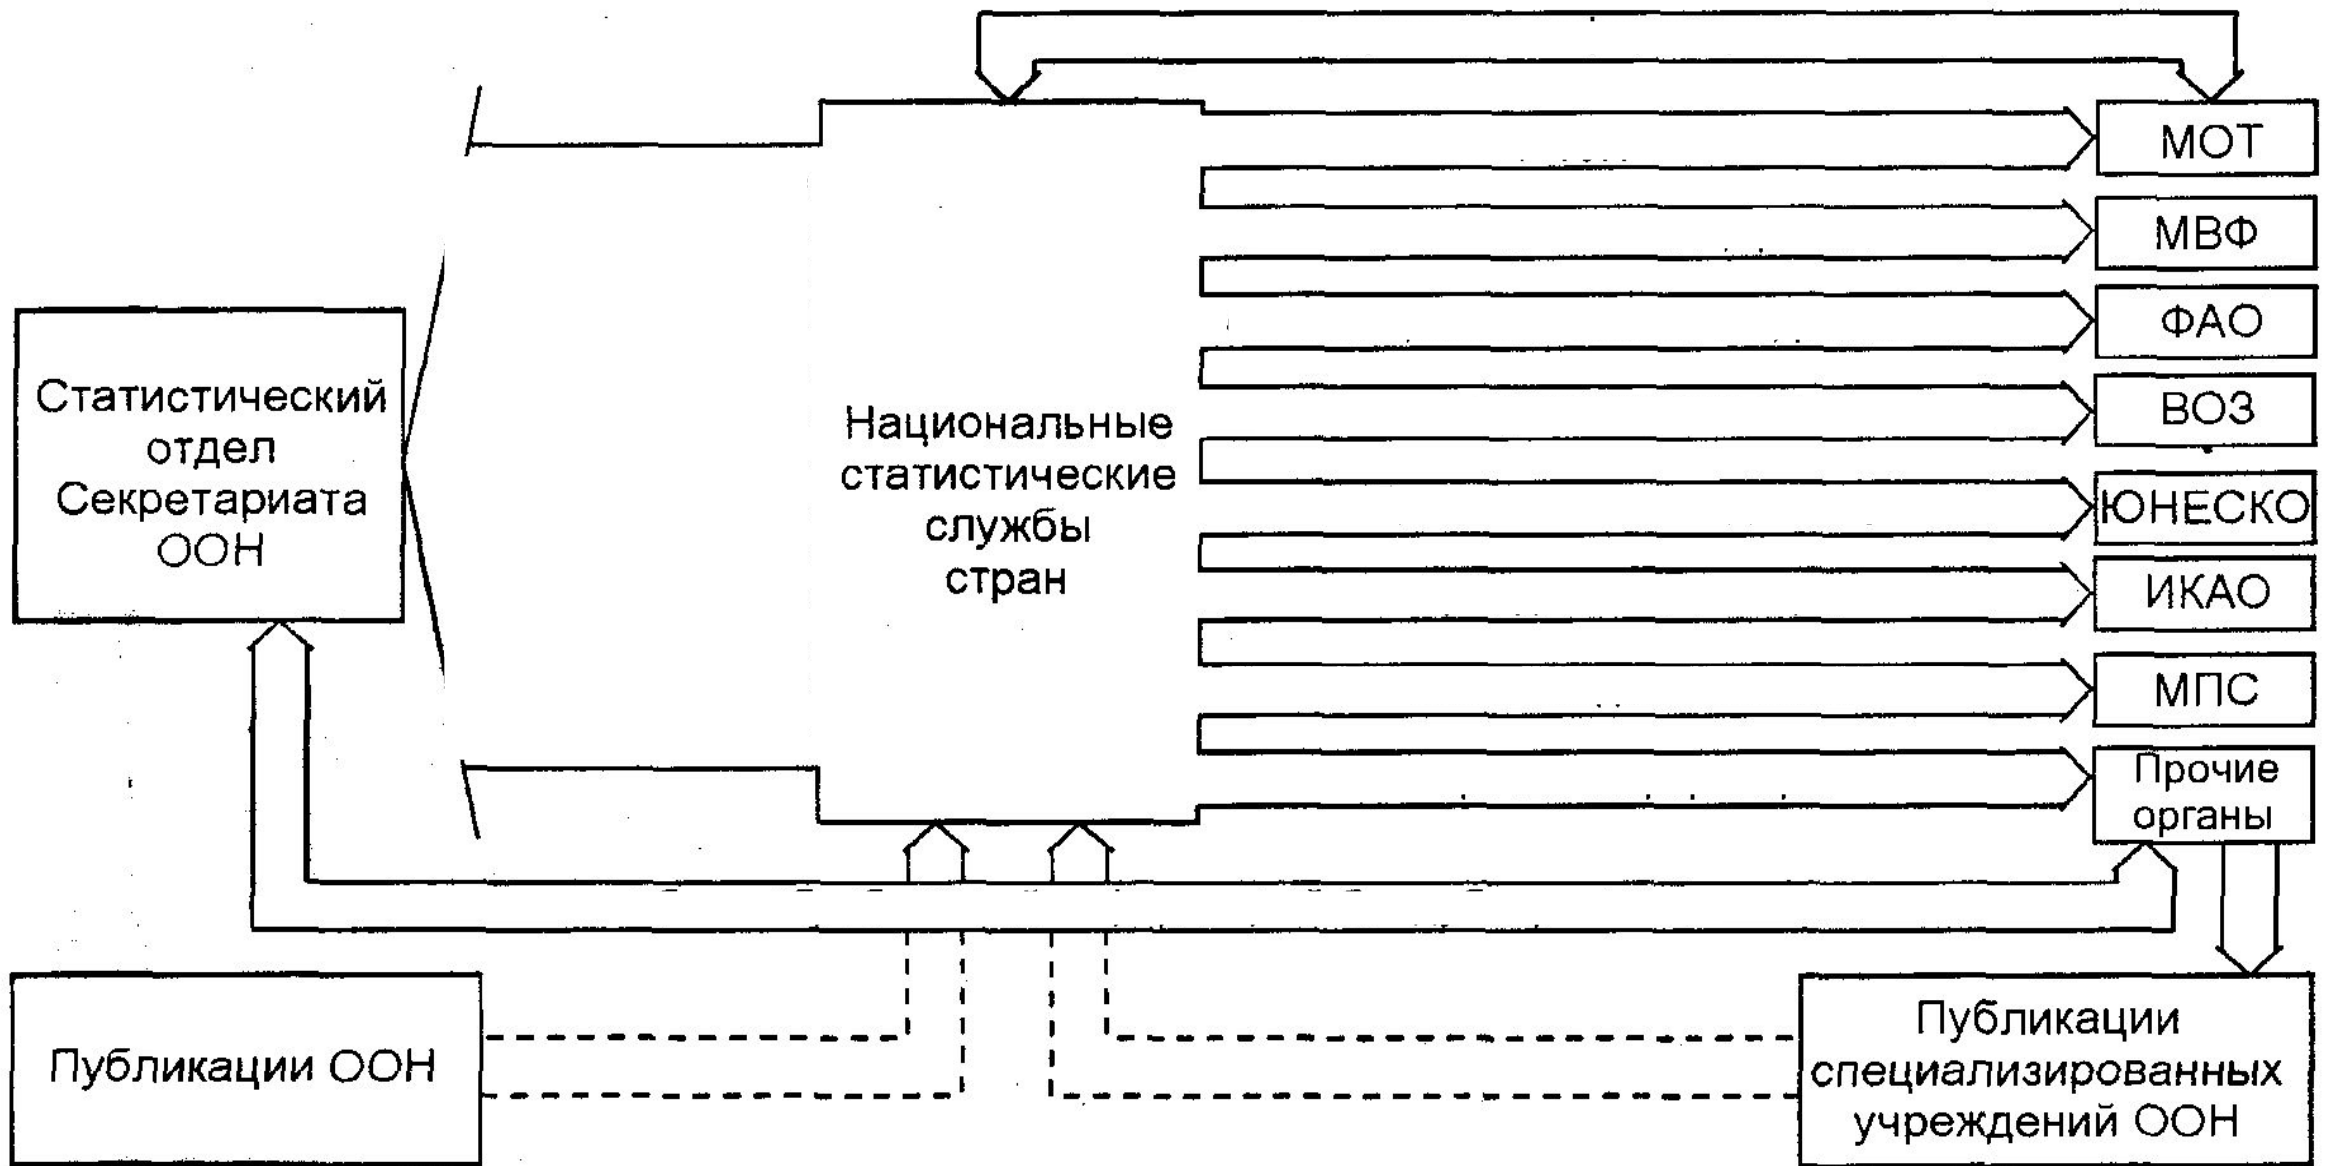 Статистический
отдел
Секретариата
ООН
Национальные
статистические
службы
стран
МОТ
МВФ
ФАО
ВОЗ
ЮНЕСКО
ИКАО
МПС
Прочие
органы
Публикации ООН
Публикации
специализированных
учреждений ООН